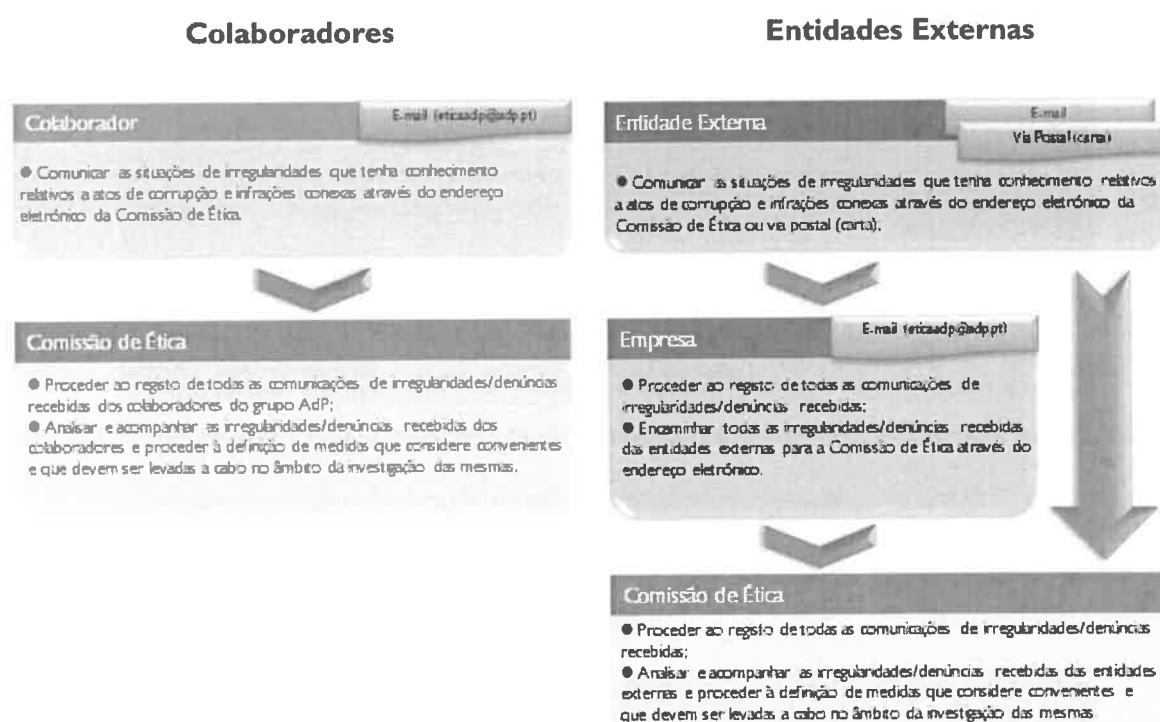 Colaboradores
Colaborador
E-mail (eticaadp@adp.pt)
● Comunicar as situações de irregularidades que tenha conhecimento
relativos a atos de corrupção e infrações conexas através do endereço
eletrónico da Comissão de Ética.
Comissão de Ética
● Proceder ao registo de todas as comunicações de irregularidades/denúncias
recebidas dos colaboradores do grupo AdP;
● Analisar e acompanhar as irregularidades/denúncias recebidas dos
colaboradores e proceder à definição de medidas que considere convenientes
e que devem ser levadas a cabo no âmbito da investigação das mesmas.
Entidades Externas
Entidade Externa
E-mail
Via Postal (carta)
● Comunicar as situações de irregularidades que tenha conhecimento relativos
a atos de corrupção e infrações conexas através do endereço eletrónico da
Comissão de Ética ou via postal (carta).
Empresa
E-mail (eticaadp@adp.pt)
● Proceder ao registo de todas as comunicações de
irregularidades/denúncias recebidas;
● Encaminhar todas as irregularidades/denúncias recebidas
das entidades externas para a Comissão de Ética através do
endereço eletrónico.
Comissão de Ética
● Proceder ao registo de todas as comunicações de irregularidades/denúncias
recebidas;
● Analisar e acompanhar as irregularidades/denúncias recebidas das entidades
externas e proceder à definição de medidas que considere convenientes e
que devem ser levadas a cabo no âmbito da investigação das mesmas.